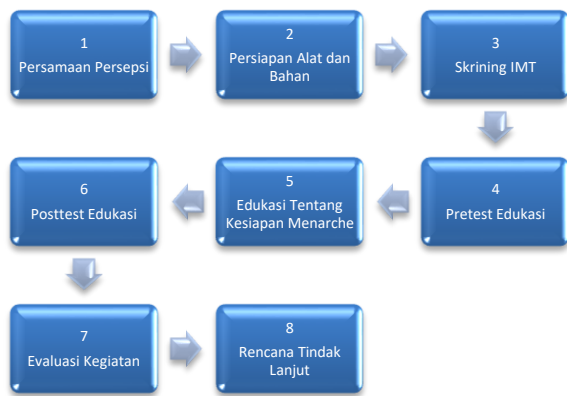 1
Persamaan Persepsi
2
Persiapan Alat dan
Bahan
3
Skrining IMT
4
Pretest Edukasi
5
Edukasi Tentang
Kesiapan Menarche
6
Posttest Edukasi
7
Evaluasi Kegiatan
8
Rencana Tindak
Lanjut